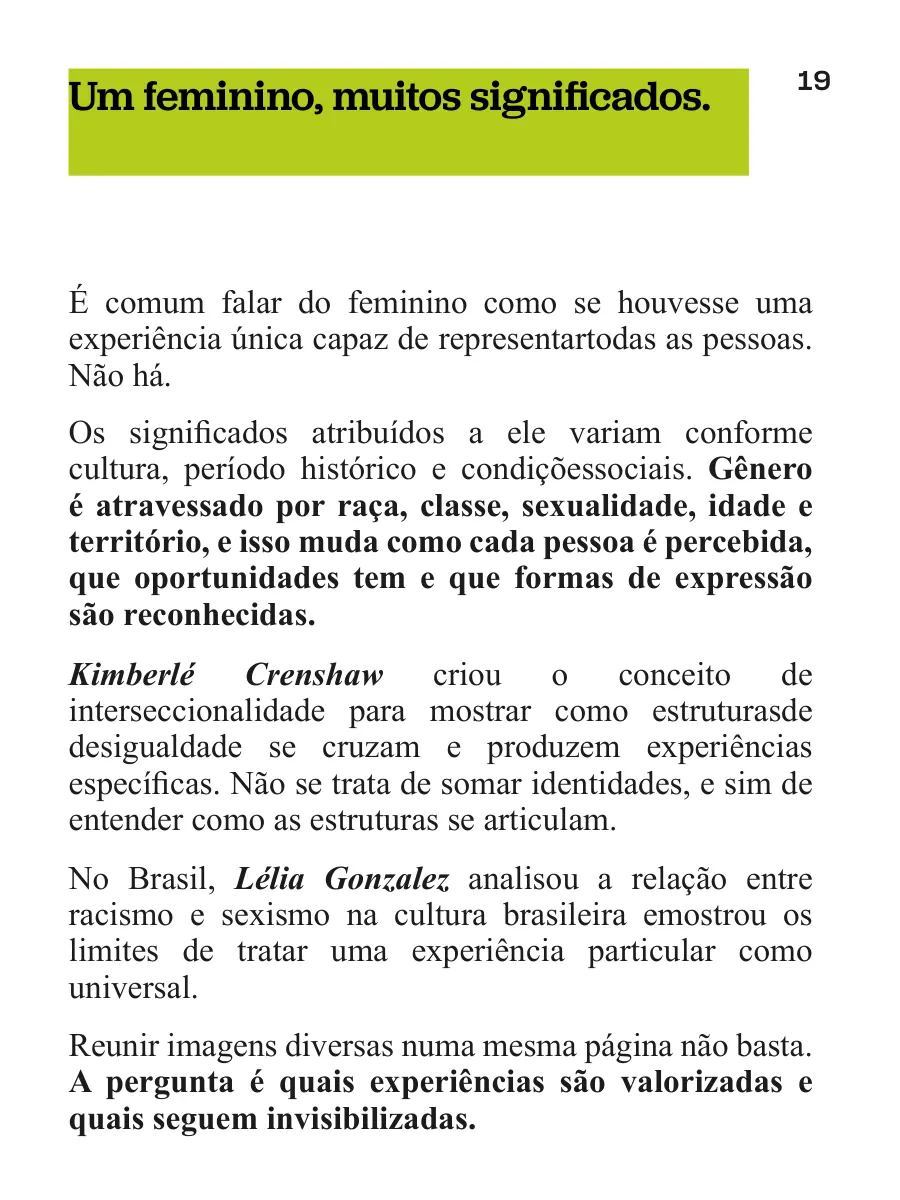 Um feminino, muitos significados.
19
É comum falar do feminino como se houvesse uma
experiência única capaz de representartodas as pessoas.
Não há.
Os significados atribuídos a ele variam conforme
cultura, período histórico e condiçõessociais. Gênero
é atravessado por raça, classe, sexualidade, idade e
território, e isso muda como cada pessoa é percebida,
que oportunidades tem e que formas de expressão
são reconhecidas.
Kimberlé Crenshaw criou o conceito de
interseccionalidade para mostrar como estruturasde
desigualdade se cruzam e produzem experiências
específicas. Não se trata de somar identidades, e sim de
entender como as estruturas se articulam.
No Brasil, Lélia Gonzalez analisou a relação entre
racismo e sexismo na cultura brasileira emostrou os
limites de tratar uma experiência particular como
universal.
Reunir imagens diversas numa mesma página não basta.
A pergunta é quais experiências são valorizadas e
quais seguem invisibilizadas.